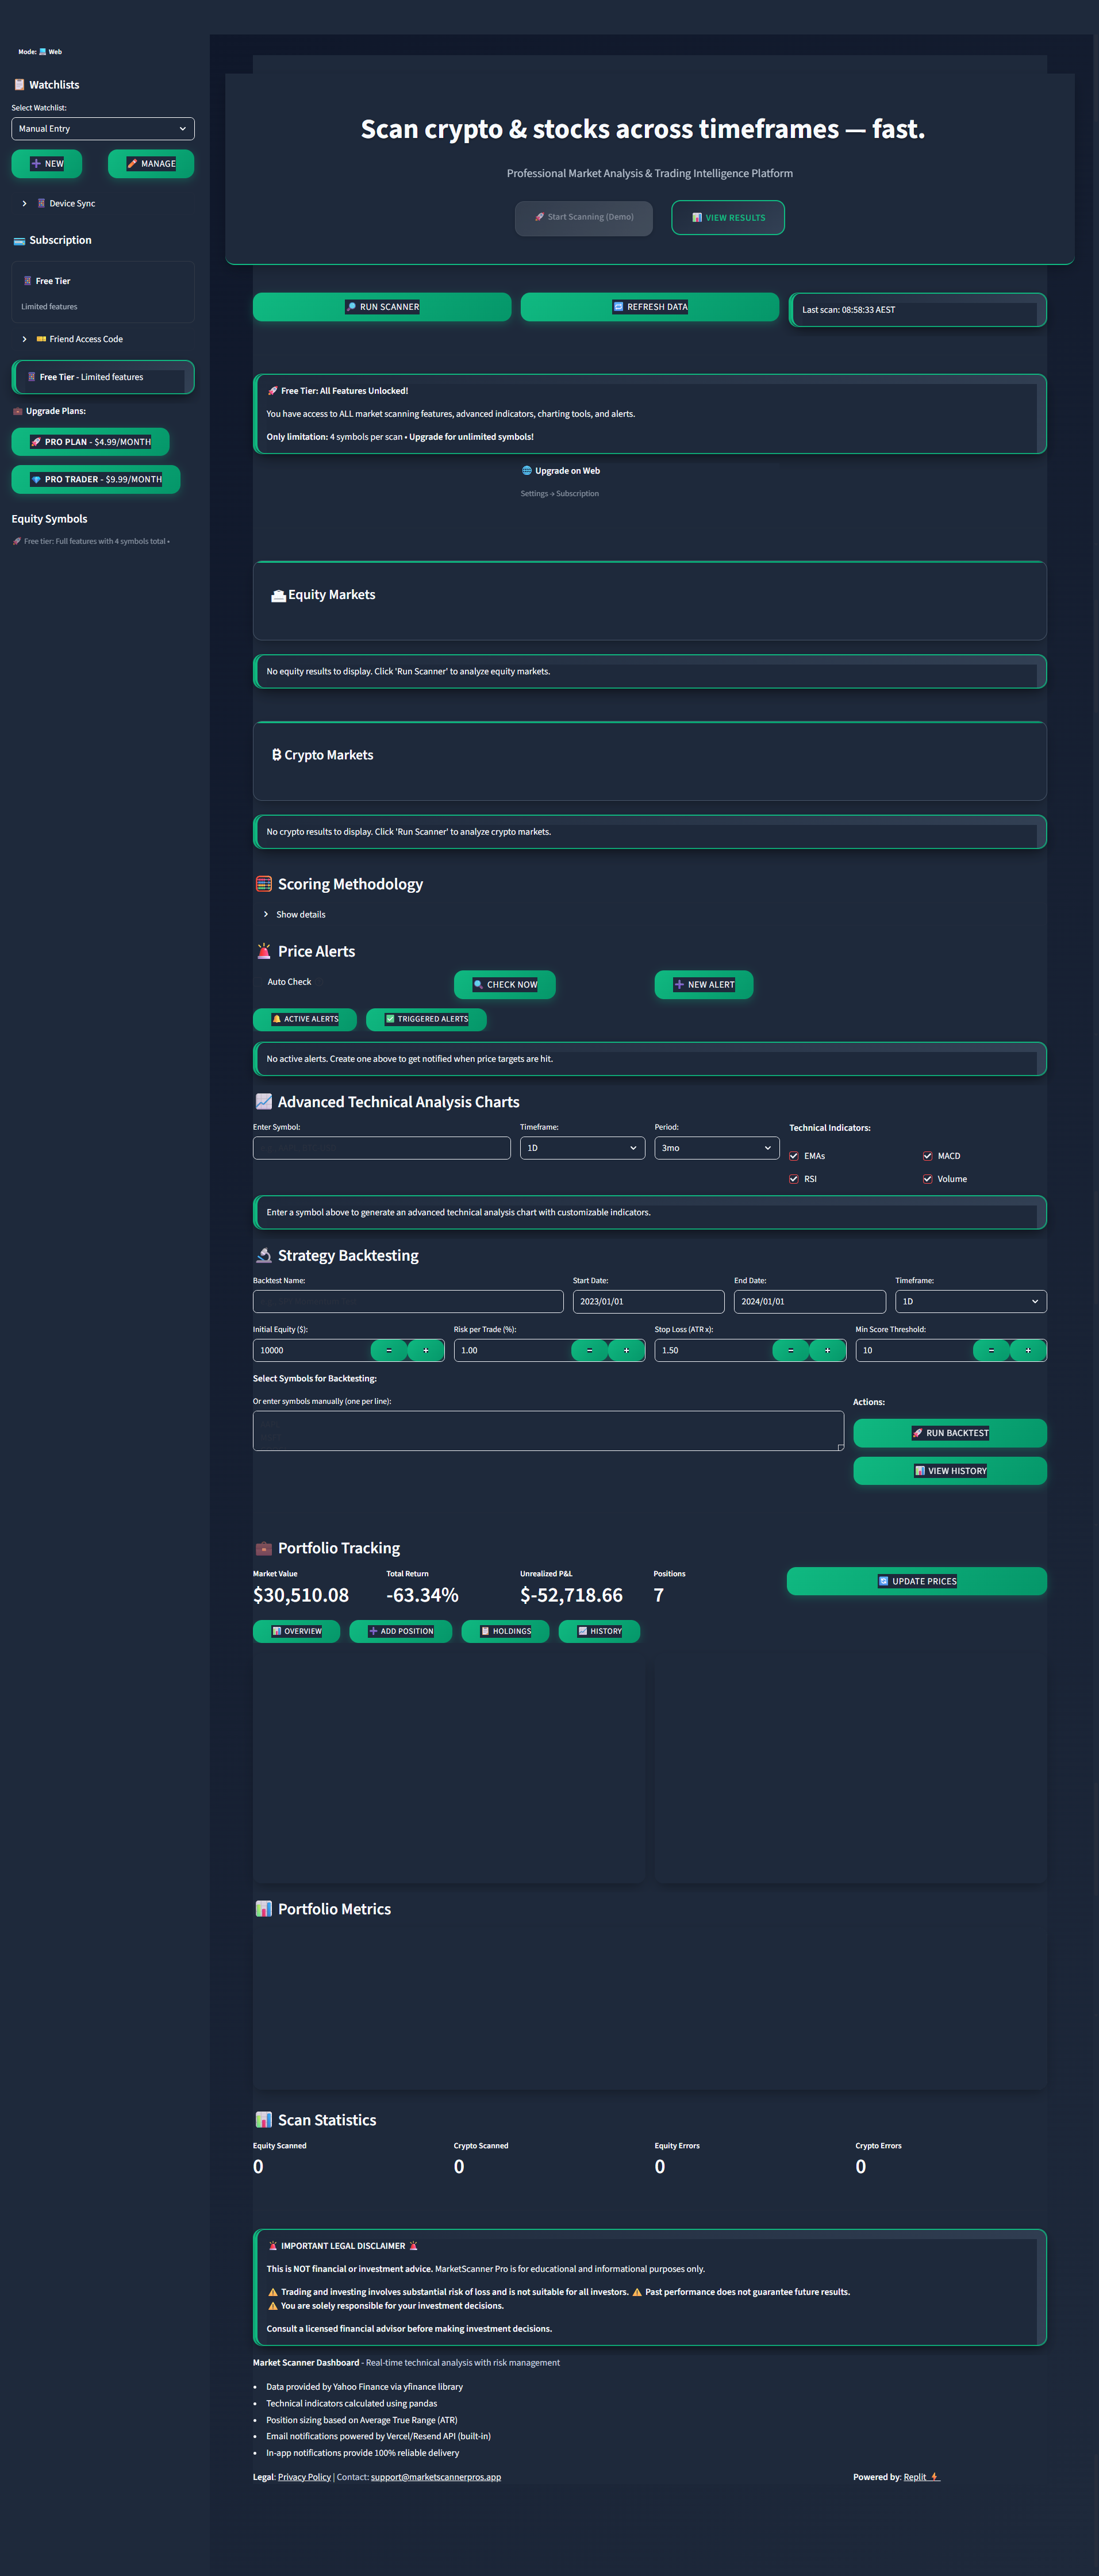 Mode: 💻 Web
📋 Watchlists
Select Watchlist:
Manual Entry
➕ NEW
📝 MANAGE
📱 Device Sync
💳 Subscription
📱 Free Tier
Limited features
🎫 Friend Access Code
📱 Free Tier - Limited features
💼 Upgrade Plans:
🚀 PRO PLAN - $4.99/MONTH
💎 PRO TRADER - $9.99/MONTH
Equity Symbols
🚀 Free tier: Full features with 4 symbols total •
Scan crypto & stocks across timeframes — fast.
Professional Market Analysis & Trading Intelligence Platform
🚀 Start Scanning (Demo)
📊 VIEW RESULTS
🔎 RUN SCANNER
🔁 REFRESH DATA
Last scan: 08:58:33 AEST
🚀 Free Tier: All Features Unlocked!
You have access to ALL market scanning features, advanced indicators, charting tools, and alerts.
Only limitation: 4 symbols per scan • Upgrade for unlimited symbols!
🌐 Upgrade on Web
Settings → Subscription
Equity Markets
No equity results to display. Click 'Run Scanner' to analyze equity markets.
₿ Crypto Markets
No crypto results to display. Click 'Run Scanner' to analyze crypto markets.
🧮 Scoring Methodology
Show details
🚨 Price Alerts
Auto Check
🔍 CHECK NOW
➕ NEW ALERT
🔔 ACTIVE ALERTS
✅ TRIGGERED ALERTS
No active alerts. Create one above to get notified when price targets are hit.
📈 Advanced Technical Analysis Charts
Enter Symbol:
Timeframe:
1D
Period:
3mo
Technical Indicators:
EMAs
MACD
RSI
Volume
Enter a symbol above to generate an advanced technical analysis chart with customizable indicators.
🔬 Strategy Backtesting
Backtest Name:
Start Date:
2023/01/01
End Date:
2024/01/01
Timeframe:
1D
Initial Equity ($):
10000
Risk per Trade (%):
1.00
Stop Loss (ATR x):
1.50
Min Score Threshold:
10
Select Symbols for Backtesting:
Or enter symbols manually (one per line):
Actions:
🚀 RUN BACKTEST
📊 VIEW HISTORY
💼 Portfolio Tracking
Market Value
$30,510.08
Total Return
-63.34%
Unrealized P&L
$-52,718.66
Positions
7
🔄 UPDATE PRICES
📊 OVERVIEW
➕ ADD POSITION
📋 HOLDINGS
📈 HISTORY
📊 Portfolio Metrics
📊 Scan Statistics
Equity Scanned
0
Crypto Scanned
0
Equity Errors
0
Crypto Errors
0
🚨 IMPORTANT LEGAL DISCLAIMER 🚨
This is NOT financial or investment advice. MarketScanner Pro is for educational and informational purposes only.
⚠️ Trading and investing involves substantial risk of loss and is not suitable for all investors. ⚠️ Past performance does not guarantee future results.
⚠️ You are solely responsible for your investment decisions.
Consult a licensed financial advisor before making investment decisions.
Market Scanner Dashboard - Real-time technical analysis with risk management
• Data provided by Yahoo Finance via yfinance library
• Technical indicators calculated using pandas
• Position sizing based on Average True Range (ATR)
• Email notifications powered by Vercel/Resend API (built-in)
• In-app notifications provide 100% reliable delivery
Legal: Privacy Policy | Contact: support@marketscannerpros.app
Powered by: Replit ⚡